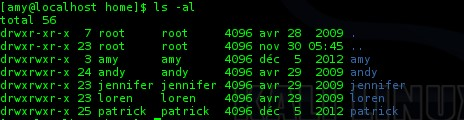 [amy@localhost home]$ ls -al
total 56
drwxr-xr-x 7 root root 4096 avr 28 2009 .
drwxr-xr-x 23 root root 4096 nov 30 05:45 ..
drwxrwxr-x 3 amy amy 4096 déc 5 2012 amy
drwxrwxr-x 24 andy andy 4096 avr 29 2009 andy
drwxrwxr-x 23 jennifer jennifer 4096 avr 29 2009 jennifer
drwxrwxr-x 23 loren loren 4096 avr 29 2009 loren
drwxrwxr-x 25 patrick patrick 4096 déc 5 2012 patrick